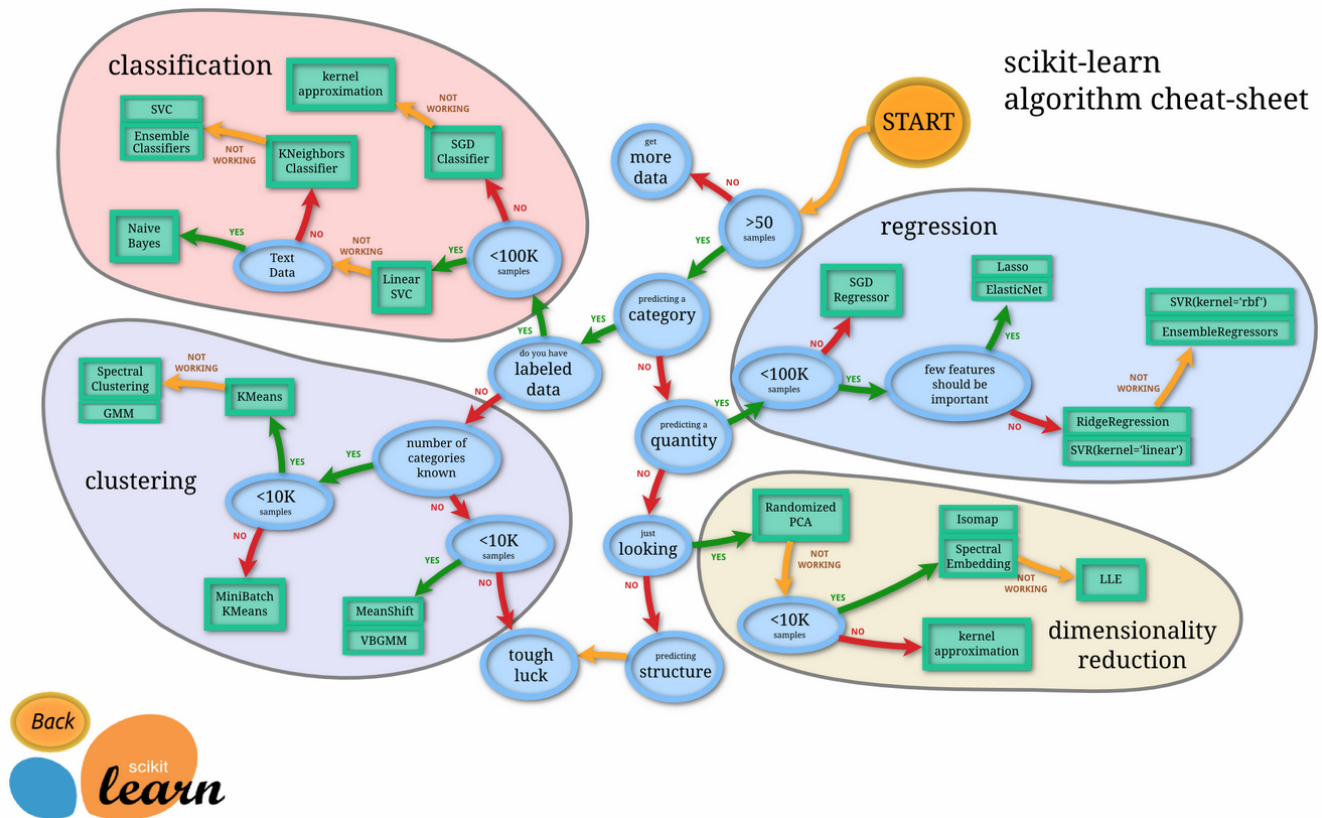 scikit-learn
algorithm cheat-sheet
START
>50
samples
NO
get
more
data
YES
predicting a
category
YES
NO
do you have
labeled
data
YES
NO
predicting a
quantity
YES
NO
just
looking
YES
NO
predicting
structure
tough
luck
classification
<100K
samples
NO
SGD
Classifier
NOT
WORKING
kernel
approximation
YES
Linear
SVC
NOT
WORKING
Text
Data
YES
Naive
Bayes
NO
KNeighbors
Classifier
NOT
WORKING
SVC
Ensemble
Classifiers
clustering
number of
categories
known
YES
<10K
samples
YES
KMeans
NOT
WORKING
Spectral
Clustering
GMM
NO
MiniBatch
KMeans
NO
<10K
samples
YES
MeanShift
VBGMM
NO
regression
<100K
samples
NO
SGD
Regressor
YES
few features
should be
important
YES
Lasso
ElasticNet
NO
RidgeRegression
SVR(kernel='linear')
NOT
WORKING
SVR(kernel='rbf')
EnsembleRegressors
dimensionality
reduction
Randomized
PCA
NOT
WORKING
<10K
samples
YES
Isomap
Spectral
Embedding
NOT
WORKING
LLE
NO
kernel
approximation
Back
scikit
learn